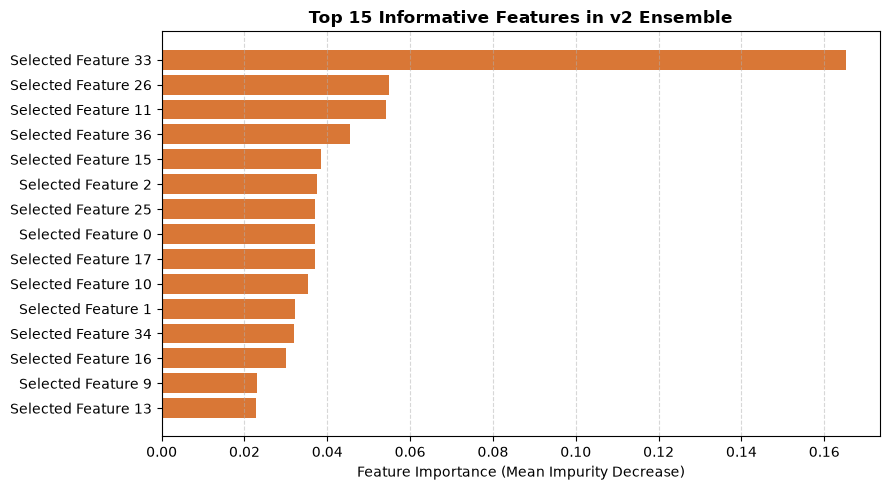 Top 15 Informative Features in v2 Ensemble
Selected Feature 33
Selected Feature 26
Selected Feature 11
Selected Feature 36
Selected Feature 15
Selected Feature 2
Selected Feature 25
Selected Feature 0
Selected Feature 17
Selected Feature 10
Selected Feature 1
Selected Feature 34
Selected Feature 16
Selected Feature 9
Selected Feature 13
0.00 0.02 0.04 0.06 0.08 0.10 0.12 0.14 0.16
Feature Importance (Mean Impurity Decrease)